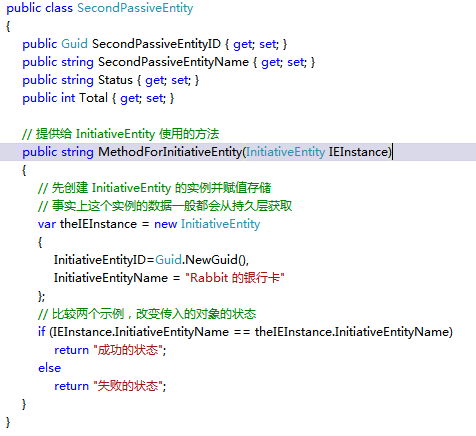 public class SecondPassiveEntity
{
public Guid SecondPassiveEntityID { get; set; }
public string SecondPassiveEntityName { get; set; }
public string Status { get; set; }
public int Total { get; set; }
// 提供给 InitiativeEntity 使用的方法
public string MethodForInitiativeEntity(InitiativeEntity IEInstance)
{
// 先创建 InitiativeEntity 的实例并赋值存储
// 事实上这个实例的数据一般都会从持久层获取
var theIEInstance = new InitiativeEntity
{
InitiativeEntityID=Guid.NewGuid(),
InitiativeEntityName = "Rabbit 的银行卡"
};
// 比较两个示例，改变传入的对象的状态
if (IEInstance.InitiativeEntityName == theIEInstance.InitiativeEntityName)
return "成功的状态";
else
return "失败的状态";
}
}